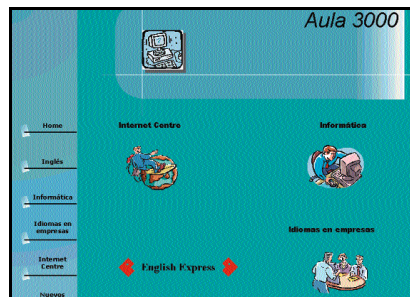 Aula 3000
Home
Inglés
Informática
Idiomas en
empresas
Internet
Centre
Nuevos
Internet Centre
Informática
Idiomas en empresas
English Express